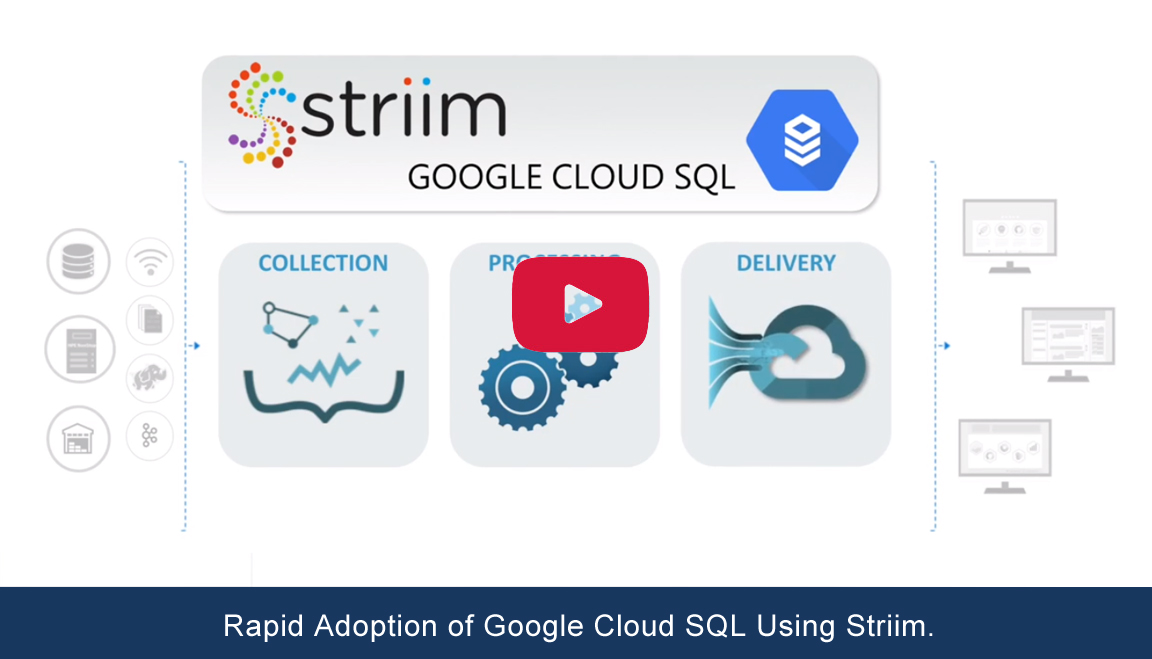 striim
GOOGLE CLOUD SQL
COLLECTION
DELIVERY
Rapid Adoption of Google Cloud SQL Using Striim.